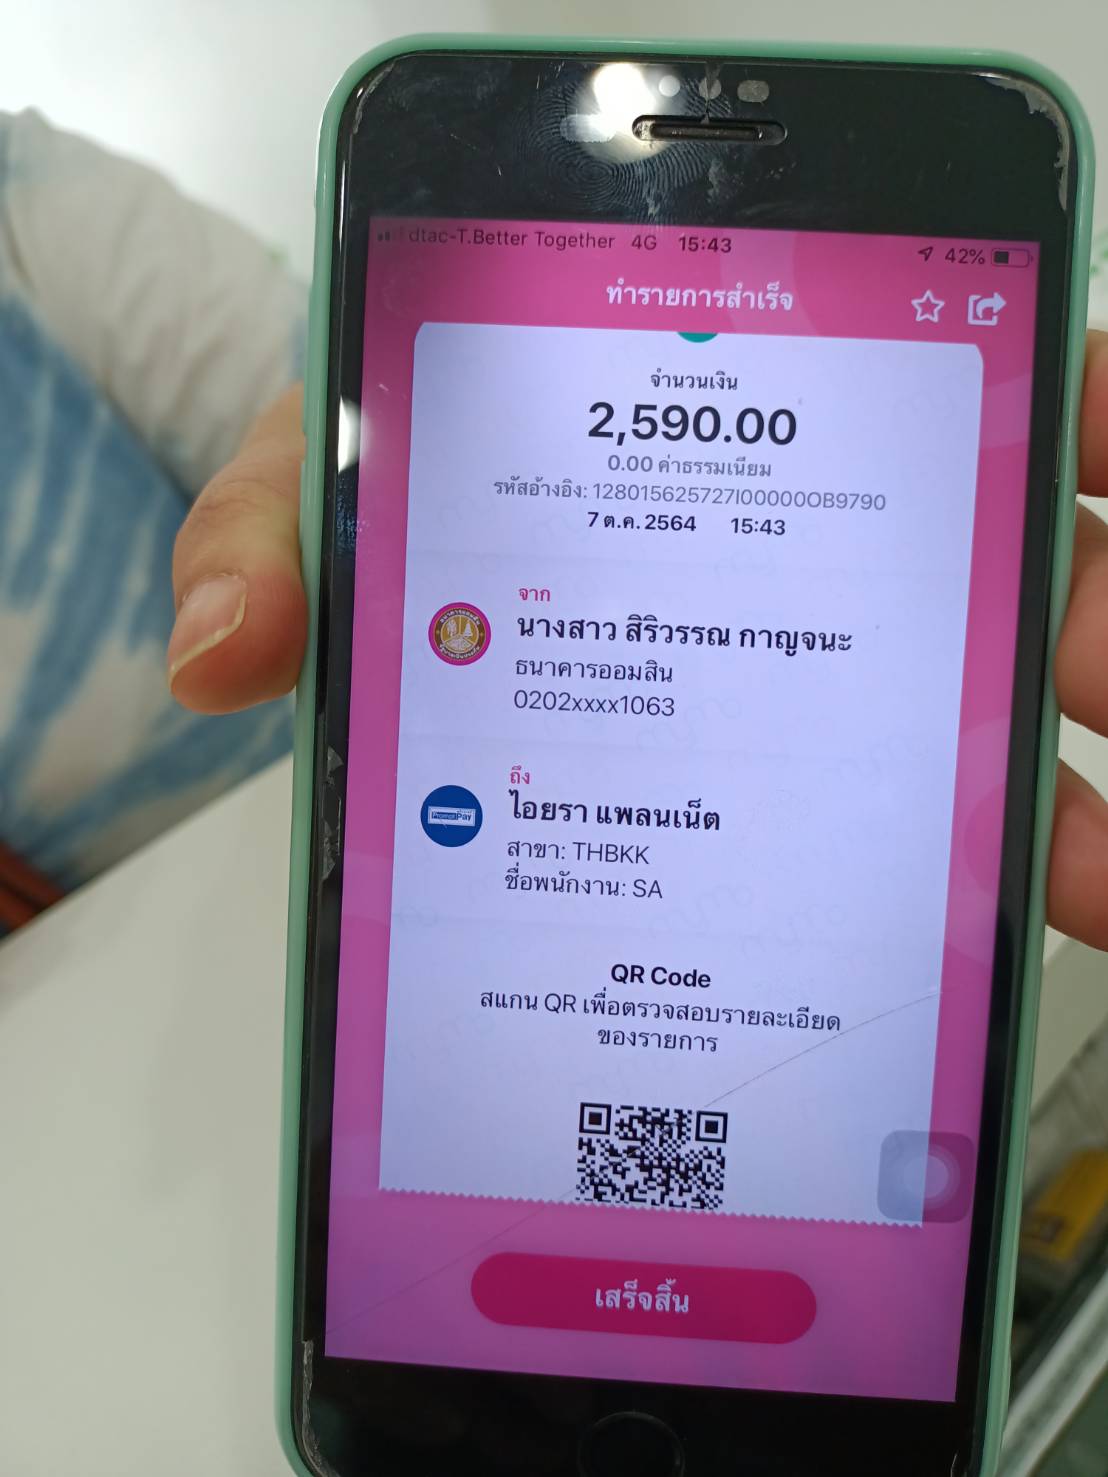 dtac-T.Better Together 4G 15:43 42%
ทำรายการสำเร็จ
จำนวนเงิน
2,590.00
0.00 ค่าธรรมเนียม
รหัสอ้างอิง: 128015625727I00000OB9790
7 ต.ค. 2564 15:43
จาก
นางสาว สิริวรรณ กาญจนะ
ธนาคารออมสิน
0202xxxx1063
ถึง
ไอยรา แพลนเน็ต
PromptPay
สาขา: THBKK
ชื่อพนักงาน: SA
QR Code
สแกน QR เพื่อตรวจสอบรายละเอียด
ของรายการ
เสร็จสิ้น